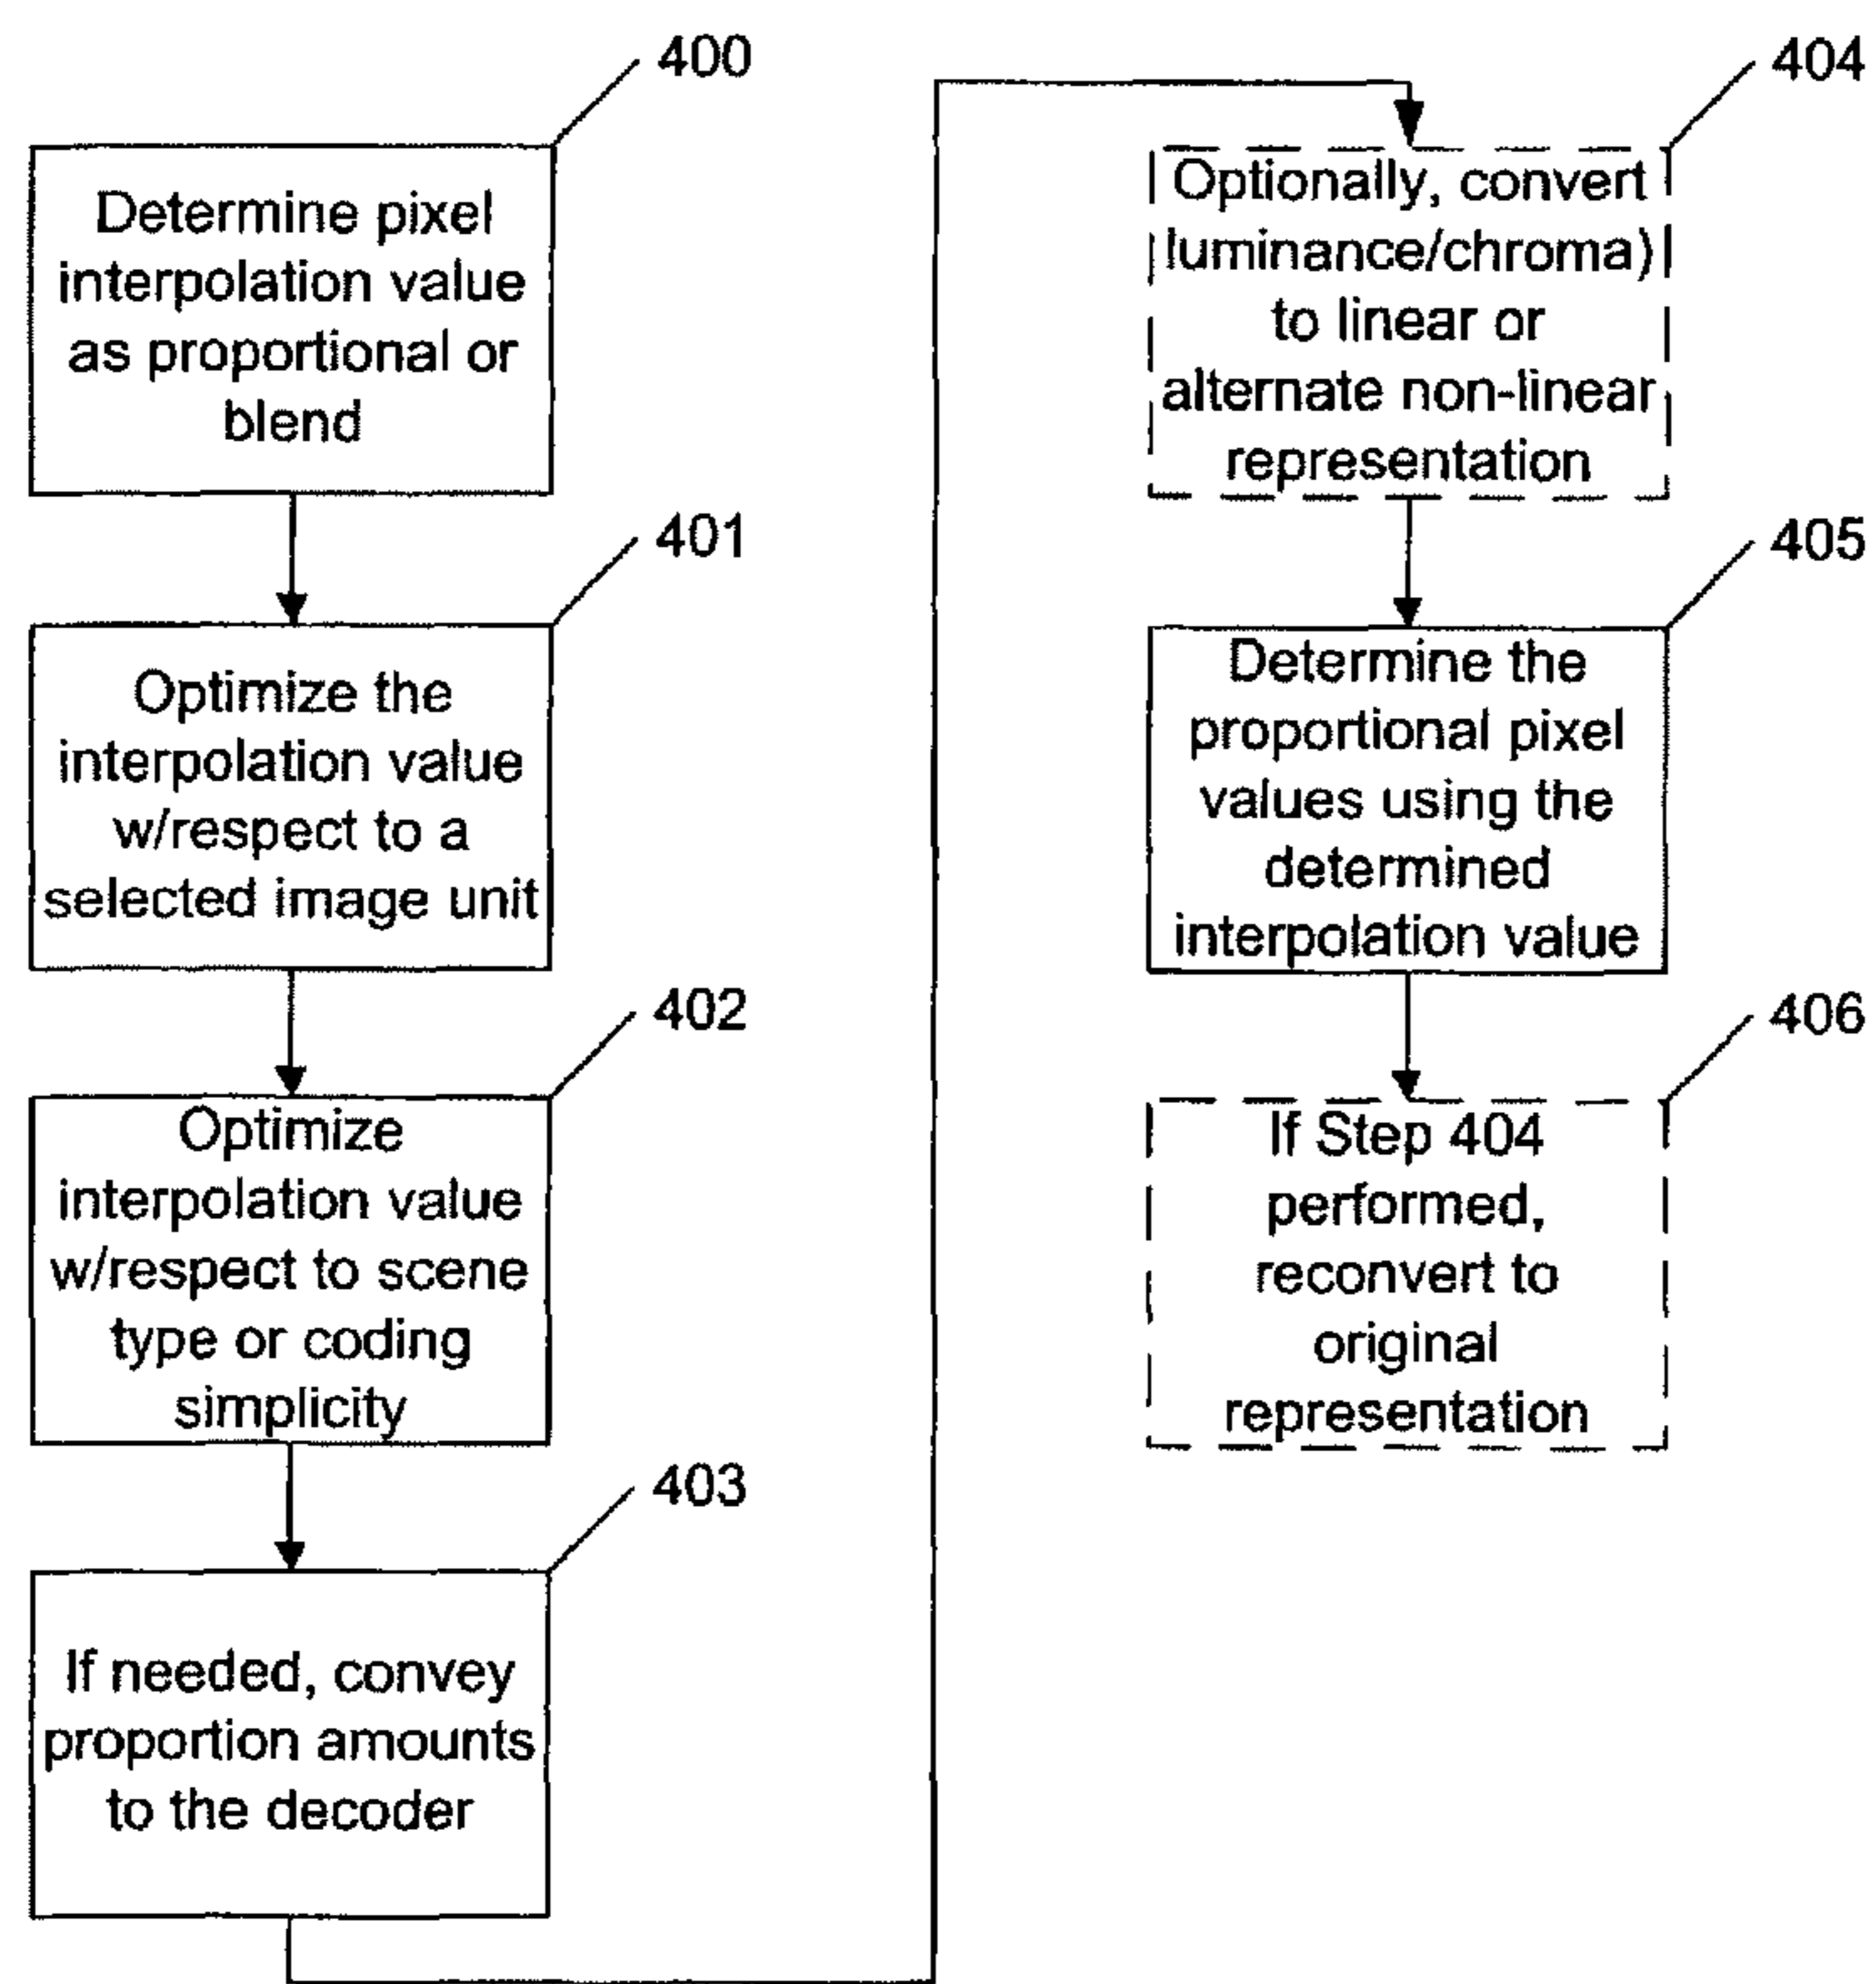 400
Determine pixel
interpolation value
as proportional or
blend
401
Optimize the
interpolation value
w/respect to a
selected image unit
402
Optimize
interpolation value
w/respect to scene
type or coding
simplicity
403
If needed, convey
proportion amounts
to the decoder
404
Optionally, convert
luminance/chroma)
to linear or
alternate non-linear
representation
405
Determine the
proportional pixel
values using the
determined
interpolation value
406
If Step 404
performed,
reconvert to
original
representation